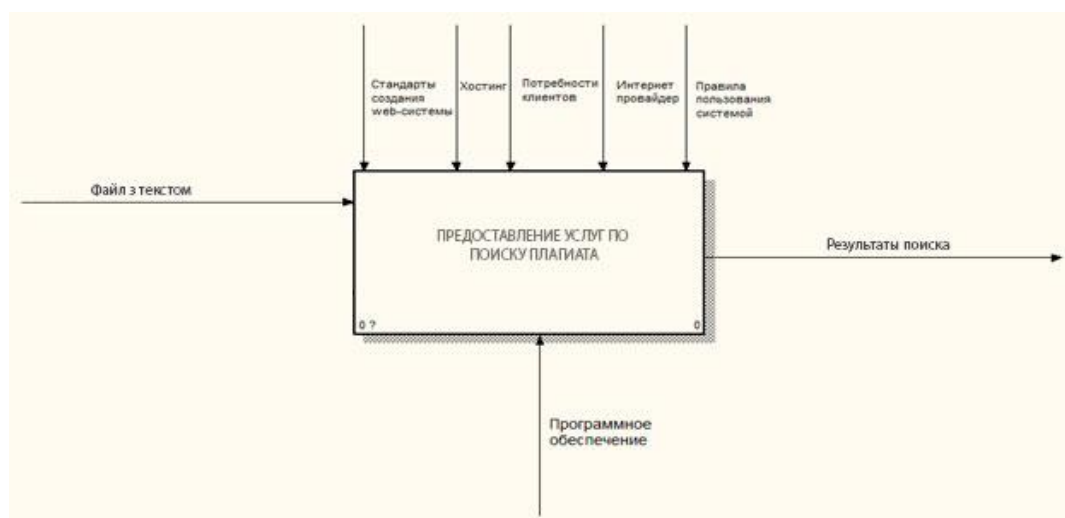 Стандарты
создания
web-системы
Хостинг
Потребности
клиентов
Интернет
провайдер
Правила
пользования
системой
Файл з текстом
ПРЕДОСТАВЛЕНИЕ УСЛУГ ПО
ПОИСКУ ПЛАГИАТА
Результаты поиска
0 ?
0
Программное
обеспечение